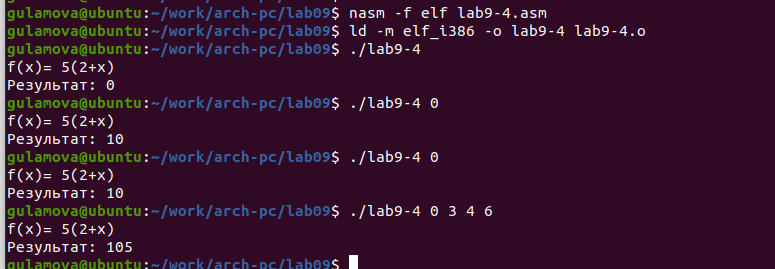 gulamova@ubuntu:~/work/arch-pc/lab09$ nasm -f elf lab9-4.asm
gulamova@ubuntu:~/work/arch-pc/lab09$ ld -m elf_i386 -o lab9-4 lab9-4.o
gulamova@ubuntu:~/work/arch-pc/lab09$ ./lab9-4
f(x)= 5(2+x)
Результат: 0
gulamova@ubuntu:~/work/arch-pc/lab09$ ./lab9-4 0
f(x)= 5(2+x)
Результат: 10
gulamova@ubuntu:~/work/arch-pc/lab09$ ./lab9-4 0
f(x)= 5(2+x)
Результат: 10
gulamova@ubuntu:~/work/arch-pc/lab09$ ./lab9-4 0 3 4 6
f(x)= 5(2+x)
Результат: 105
gulamova@ubuntu:~/work/arch-pc/lab09$